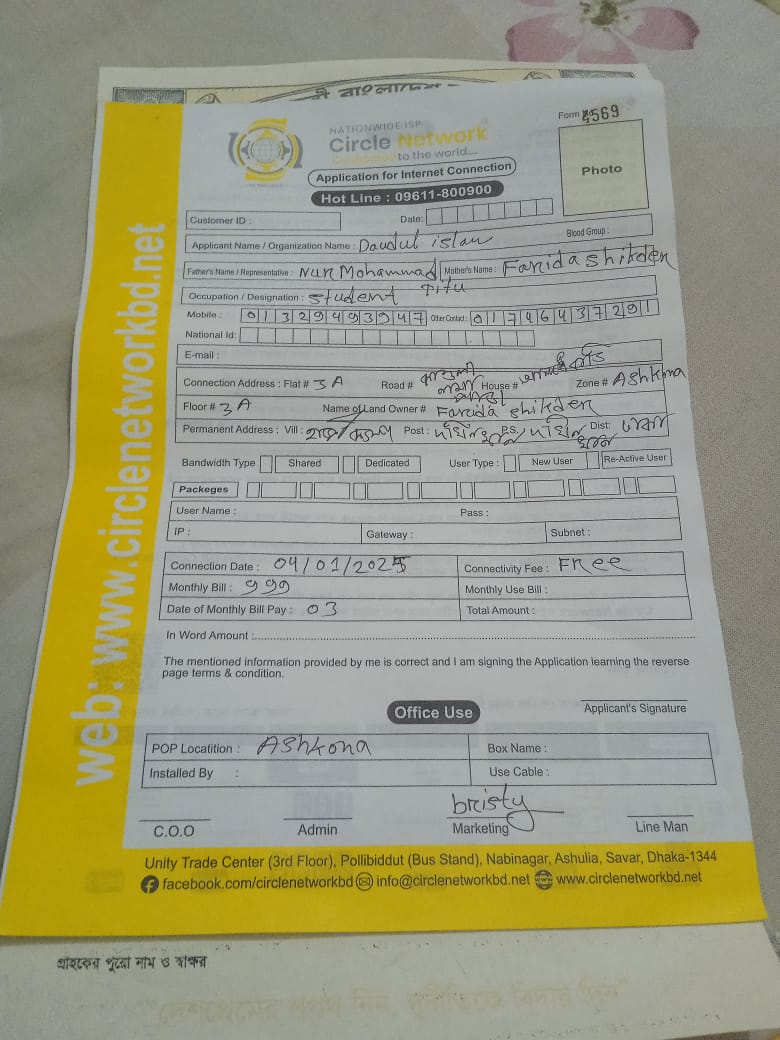 বাংলাদেশ
NATIONWIDE ISP
Circle Network
Connected to the world....
Form # 4569
Photo
Application for Internet Connection
Hot Line : 09611-800900
Customer ID : Date:
Applicant Name / Organization Name : Daudul islam Blood Group :
Father's Name / Representative : Nur Mohammad Mother's Name : Farida shikder
Pitu
Occupation / Designation : Student
Mobile : 01329493947 Other Contact : 01746437291
National Id:
E-mail :
Connection Address : Flat # 3A Road # House # Zone # Ashkona
Floor # 3A Name of Land Owner # Farida shikder
Permanent Address : Vill : Post : P.S. Dist: ঢাকা
Bandwidth Type Shared Dedicated User Type : New User Re-Active User
Packeges
User Name : Pass :
IP : Gateway : Subnet :
Connection Date : 04/01/2025 Connectivity Fee : Free
Monthly Bill : 999 Monthly Use Bill :
Date of Monthly Bill Pay : 03 Total Amount :
In Word Amount :
The mentioned information provided by me is correct and I am signing the Application learning the reverse
page terms & condition.
Applicant's Signature
Office Use
POP Locatition : Ashkona Box Name :
Installed By : Use Cable :
bristy
C.O.O Admin Marketing Line Man
Unity Trade Center (3rd Floor), Pollibiddut (Bus Stand), Nabinagar, Ashulia, Savar, Dhaka-1344
facebook.com/circlenetworkbd info@circlenetworkbd.net www.circlenetworkbd.net
web: www.circlenetworkbd.net
গ্রাহকের পুরো নাম ও স্বাক্ষর
"দেশপ্রেমের শপথ নিন, দুর্নীতিকে বিদায় দিন"